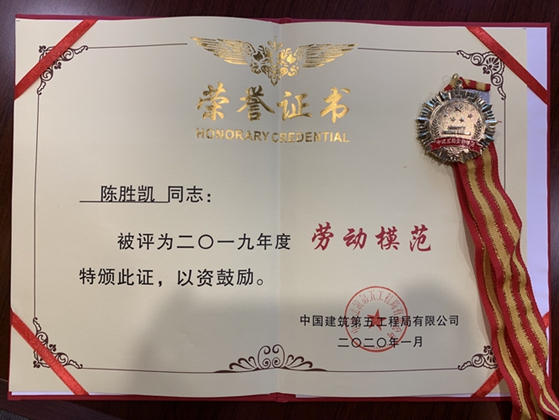 荣誉证书
HONORARY CREDENTIAL
陈胜凯 同志：
被评为二〇一九年度 劳动模范
特颁此证，以资鼓励。
中国建筑第五工程局有限公司
二〇二〇年一月